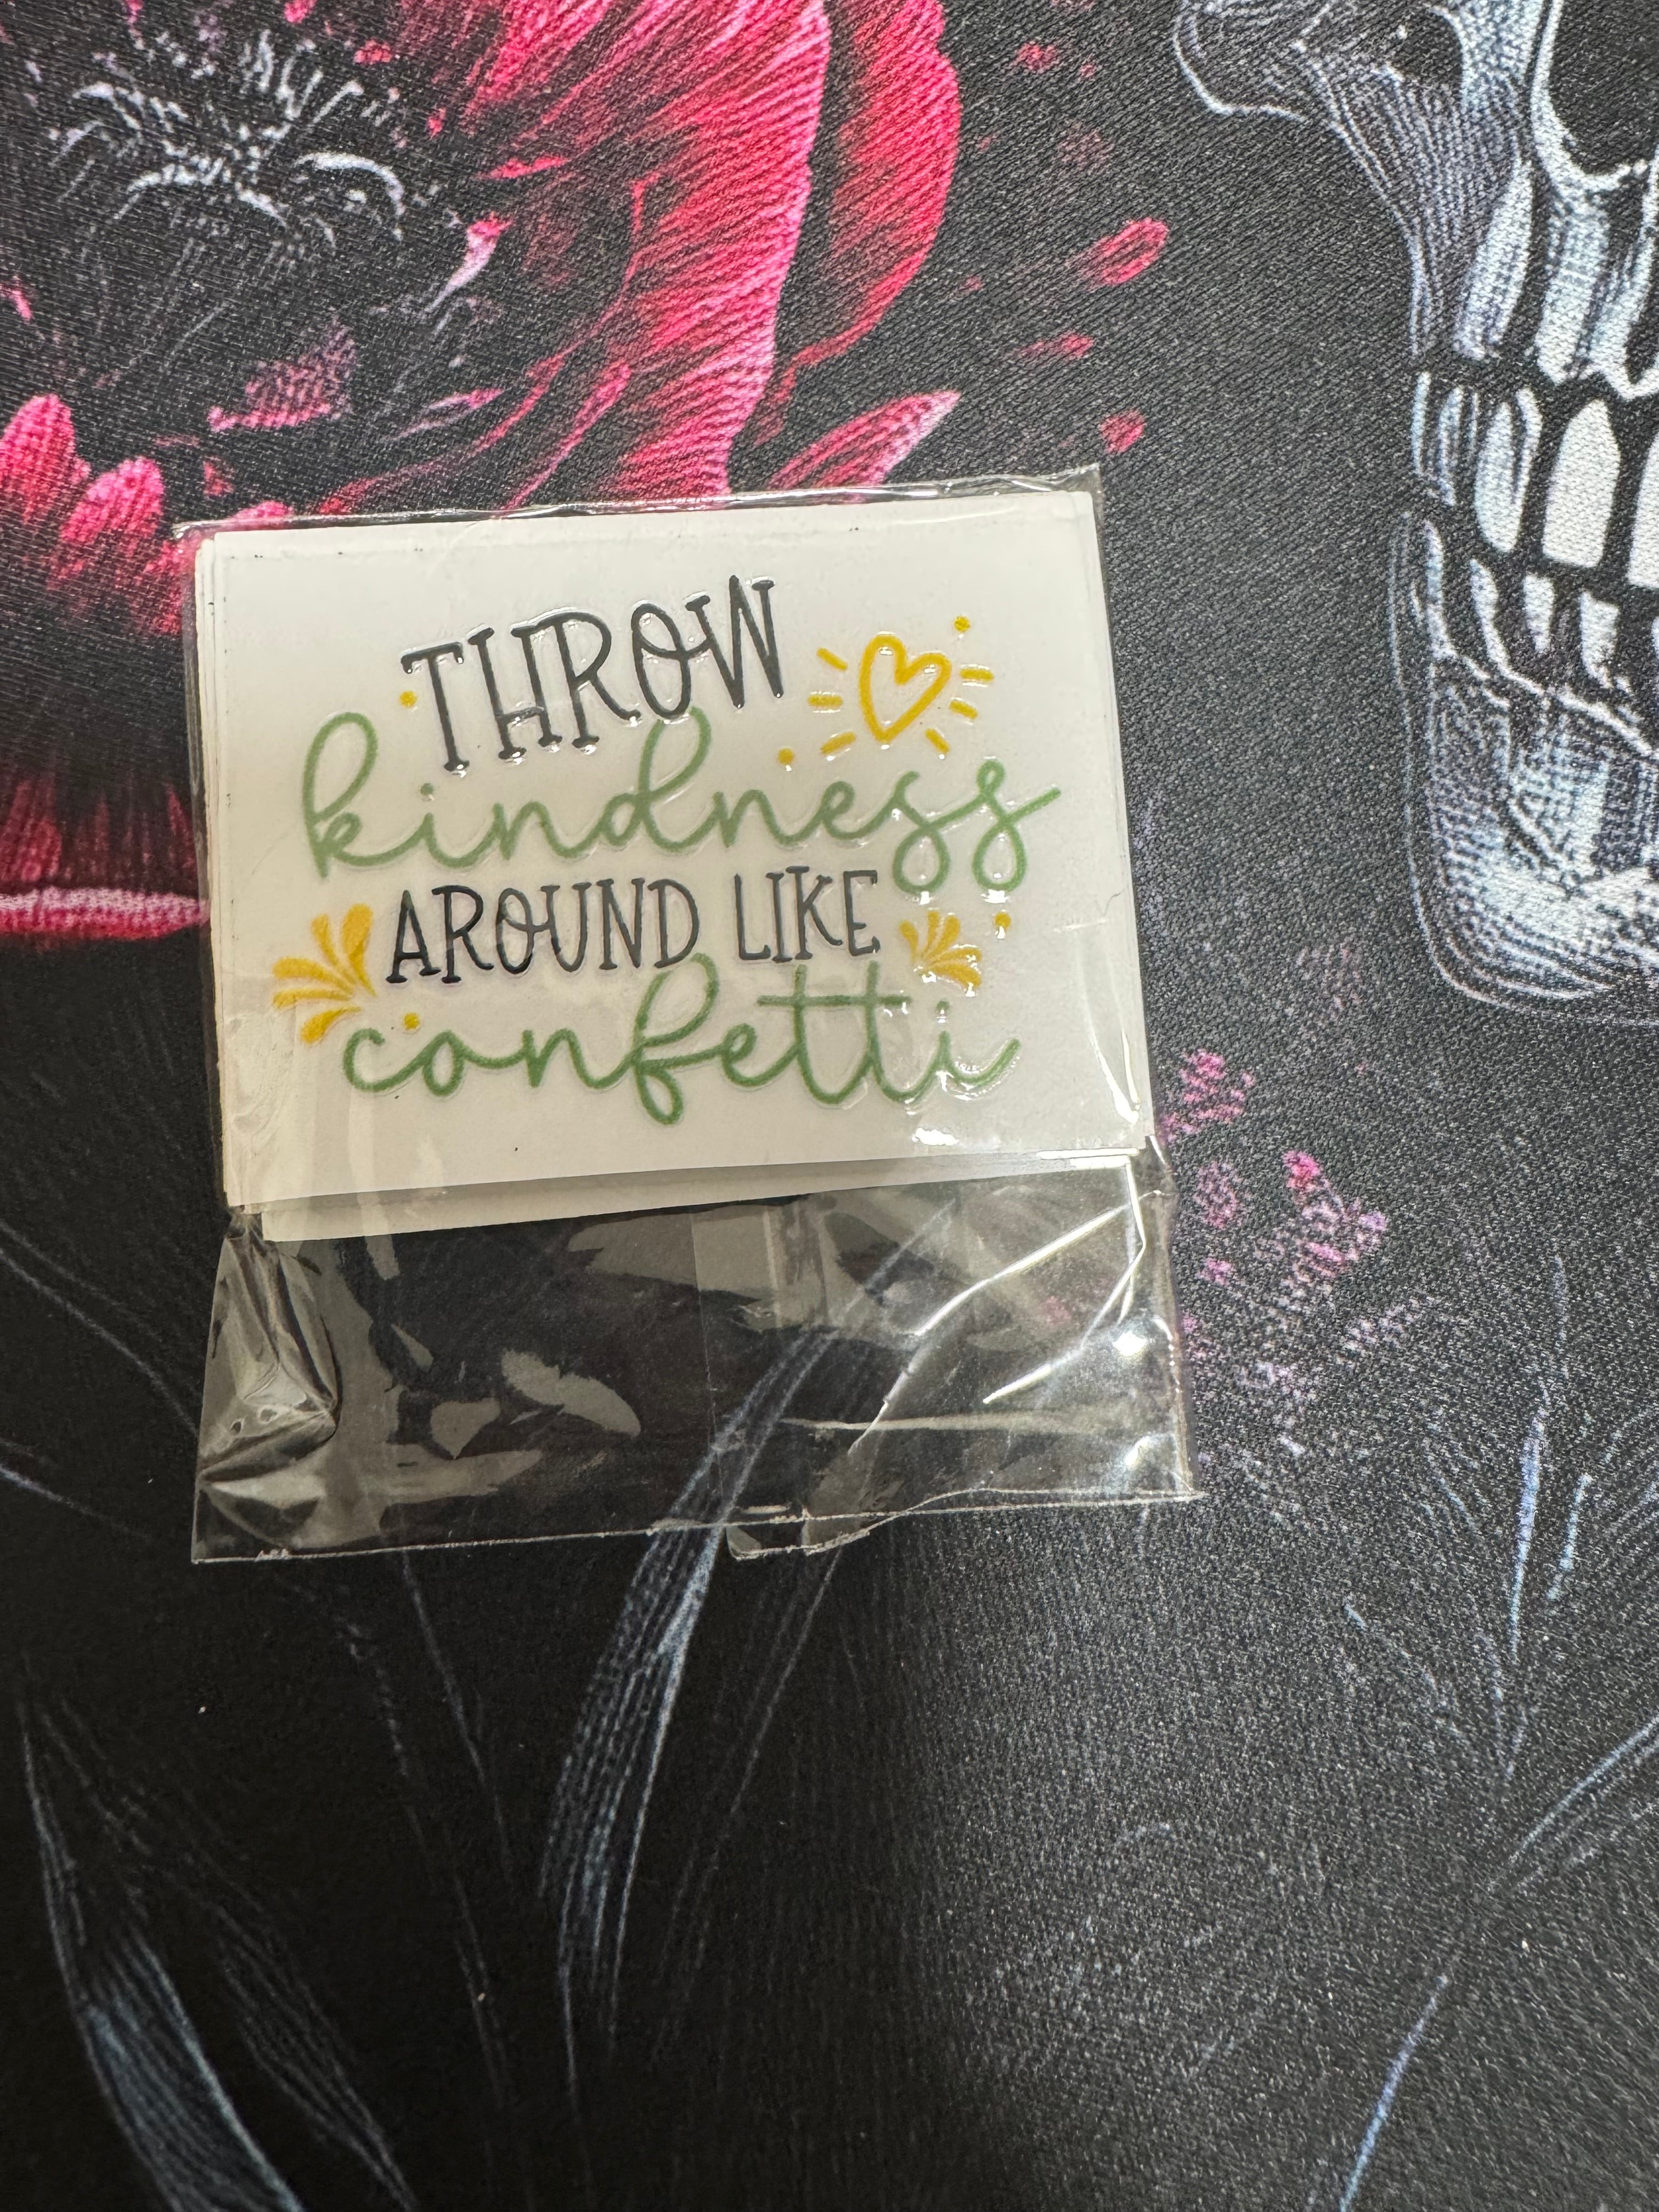 THROW
kindness
AROUND LIKE
confetti